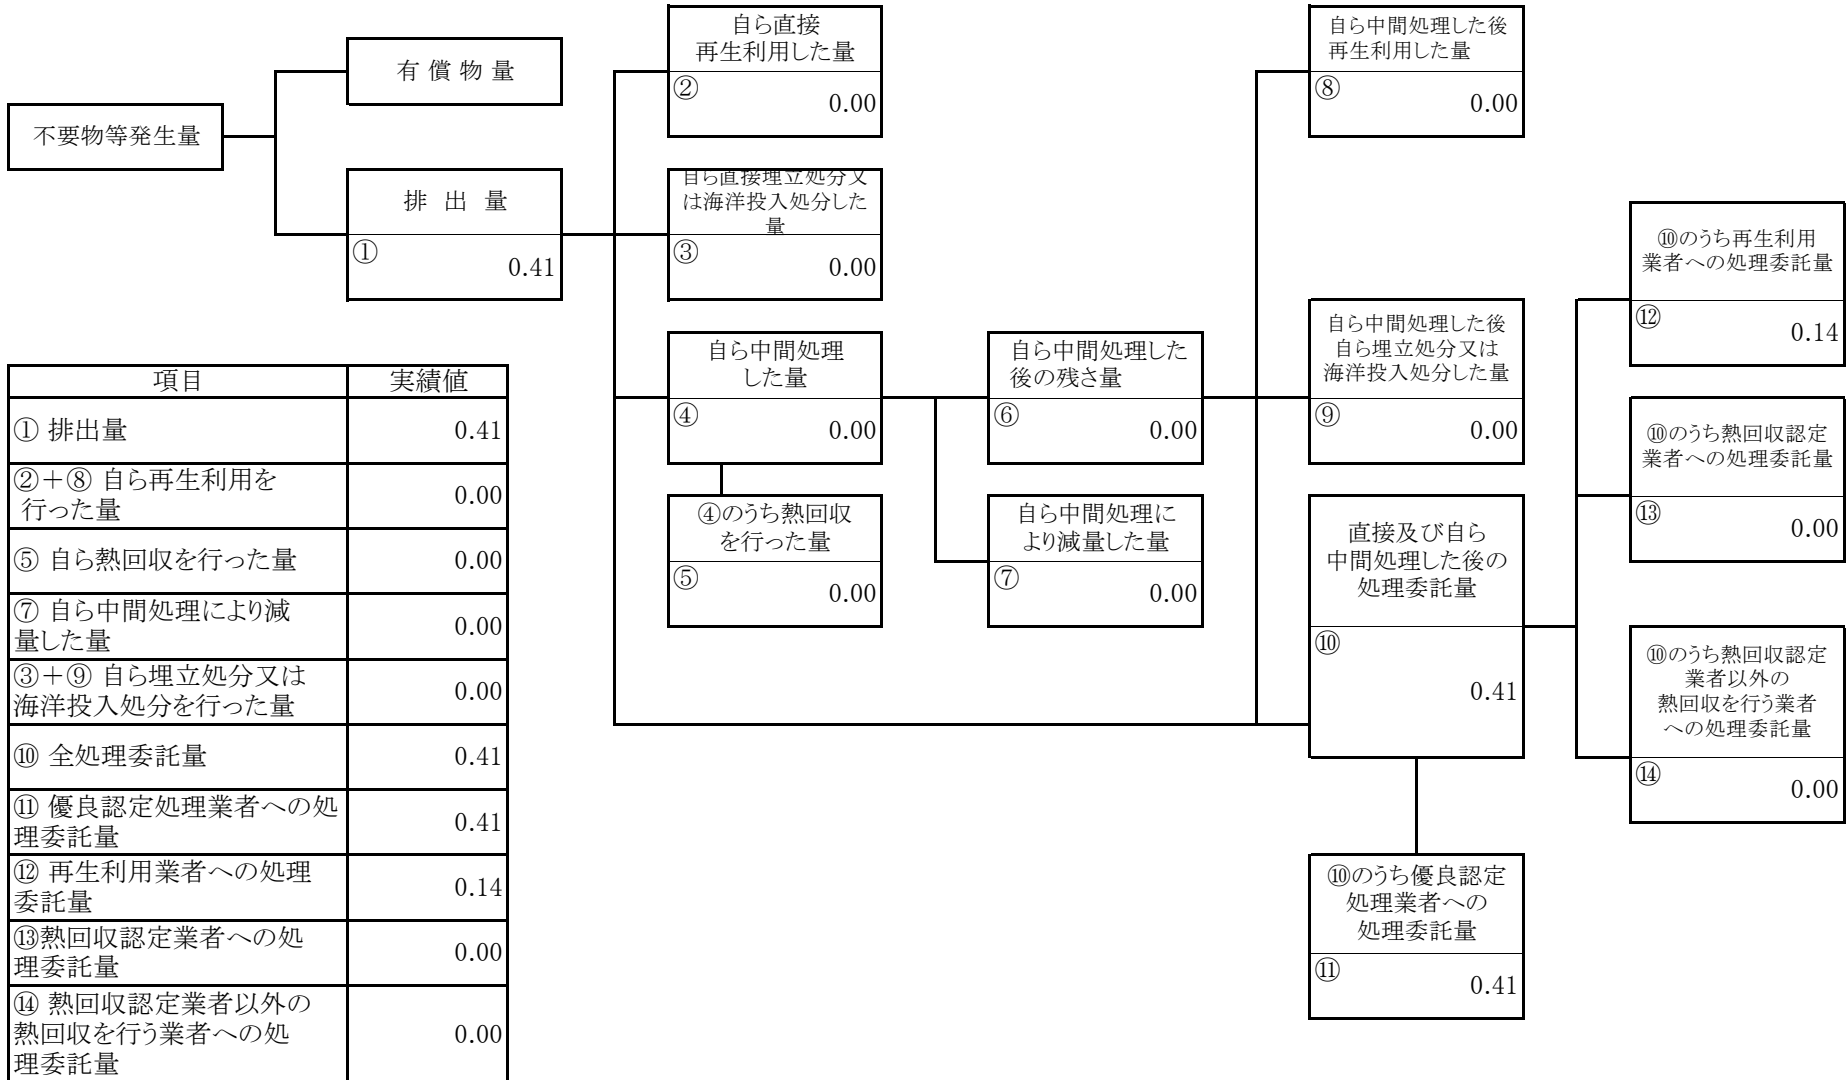 不要物等発生量
有 償 物 量
排 出 量
①
0.41
自ら直接
再生利用した量
②
0.00
自ら直接埋立処分又
は海洋投入処分した
量
③
0.00
自ら中間処理
した量
④
0.00
④のうち熱回収
を行った量
⑤
0.00
自ら中間処理した
後の残さ量
⑥
0.00
自ら中間処理に
より減量した量
⑦
0.00
自ら中間処理した後
再生利用した量
⑧
0.00
自ら中間処理した後
自ら埋立処分又は
海洋投入処分した量
⑨
0.00
直接及び自ら
中間処理した後の
処理委託量
⑩
0.41
⑩のうち優良認定
処理業者への
処理委託量
⑪
0.41
⑩のうち再生利用
業者への処理委託量
⑫
0.14
⑩のうち熱回収認定
業者への処理委託量
⑬
0.00
⑩のうち熱回収認定
業者以外の
熱回収を行う業者
への処理委託量
⑭
0.00
項目 実績値
① 排出量 0.41
②+⑧ 自ら再生利用を
行った量 0.00
⑤ 自ら熱回収を行った量 0.00
⑦ 自ら中間処理により減
量した量 0.00
③+⑨ 自ら埋立処分又は
海洋投入処分を行った量 0.00
⑩ 全処理委託量 0.41
⑪ 優良認定処理業者への処
理委託量 0.41
⑫ 再生利用業者への処理
委託量 0.14
⑬熱回収認定業者への処
理委託量 0.00
⑭ 熱回収認定業者以外の
熱回収を行う業者への処
理委託量 0.00